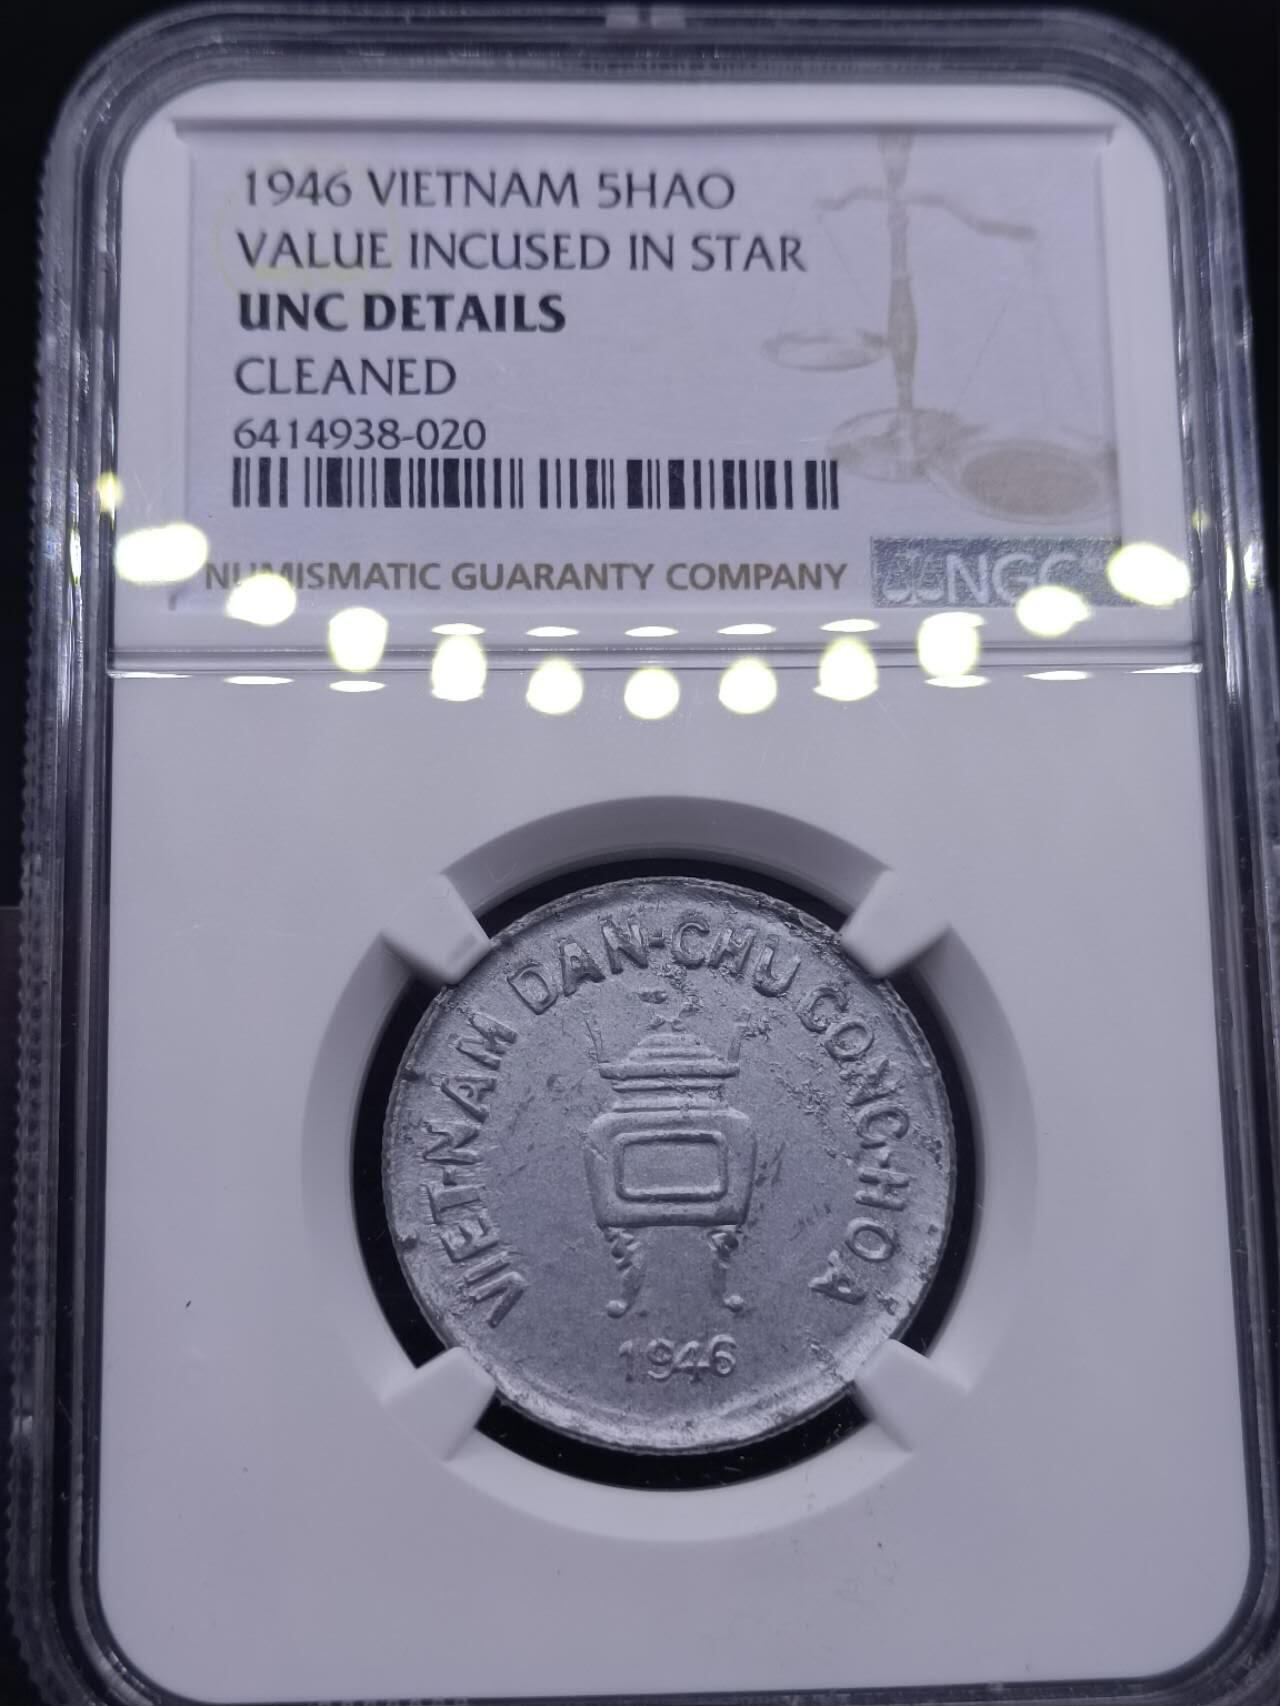 1946 VIETNAM 5HAO
VALUE INCUSED IN STAR
UNC DETAILS
CLEANED
6414938-020
NUMISMATIC GUARANTY COMPANY
NGC
VIET-NAM DAN-CHU CONG-HOA
1946